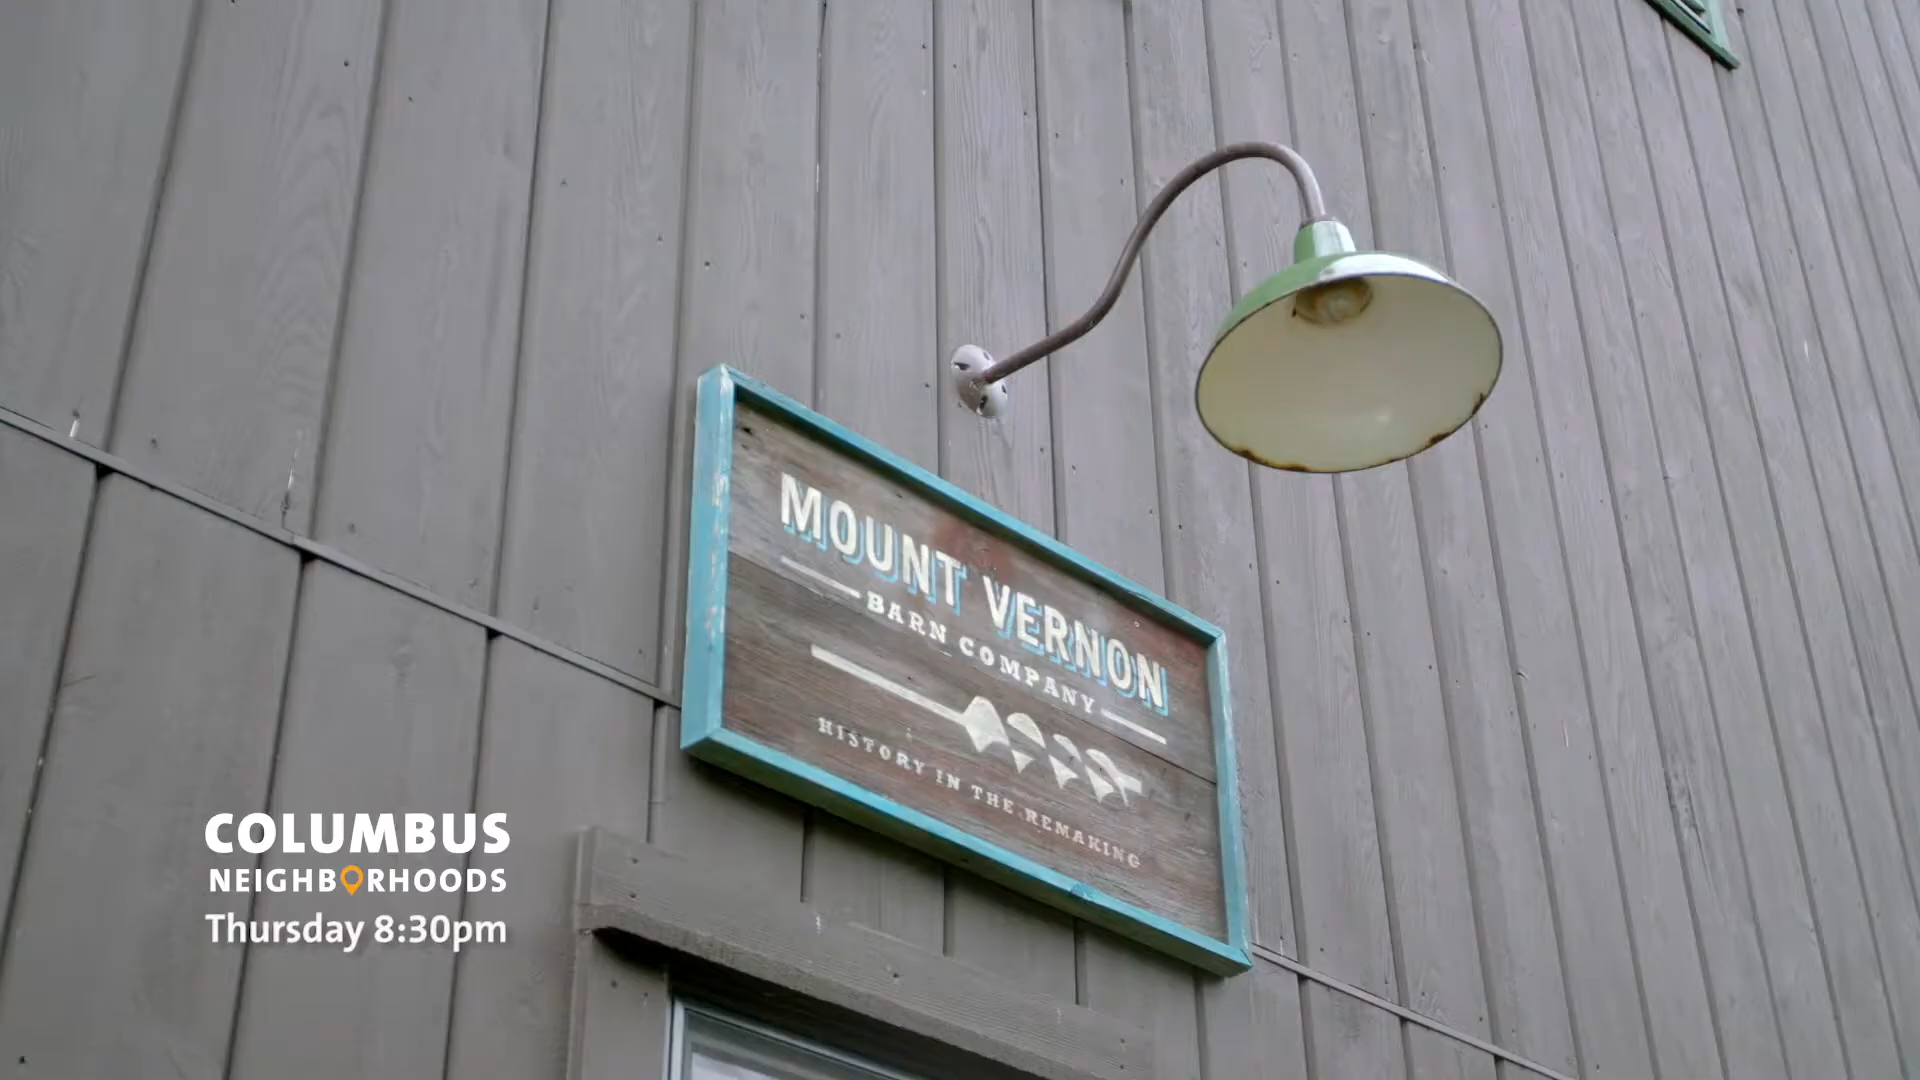 MOUNT VERNON
BARN COMPANY
HISTORY IN THE REMAKING
COLUMBUS
NEIGHBORHOODS
Thursday 8:30pm